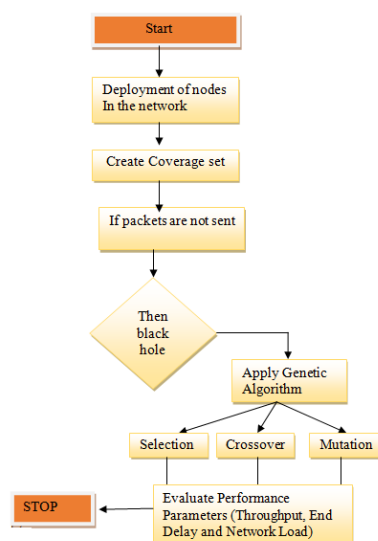 Start
Deployment of nodes
In the network
Create Coverage set
If packets are not sent
Then
black
hole
Apply Genetic
Algorithm
Selection
Crossover
Mutation
STOP
Evaluate Performance
Parameters (Throughput, End
Delay and Network Load)